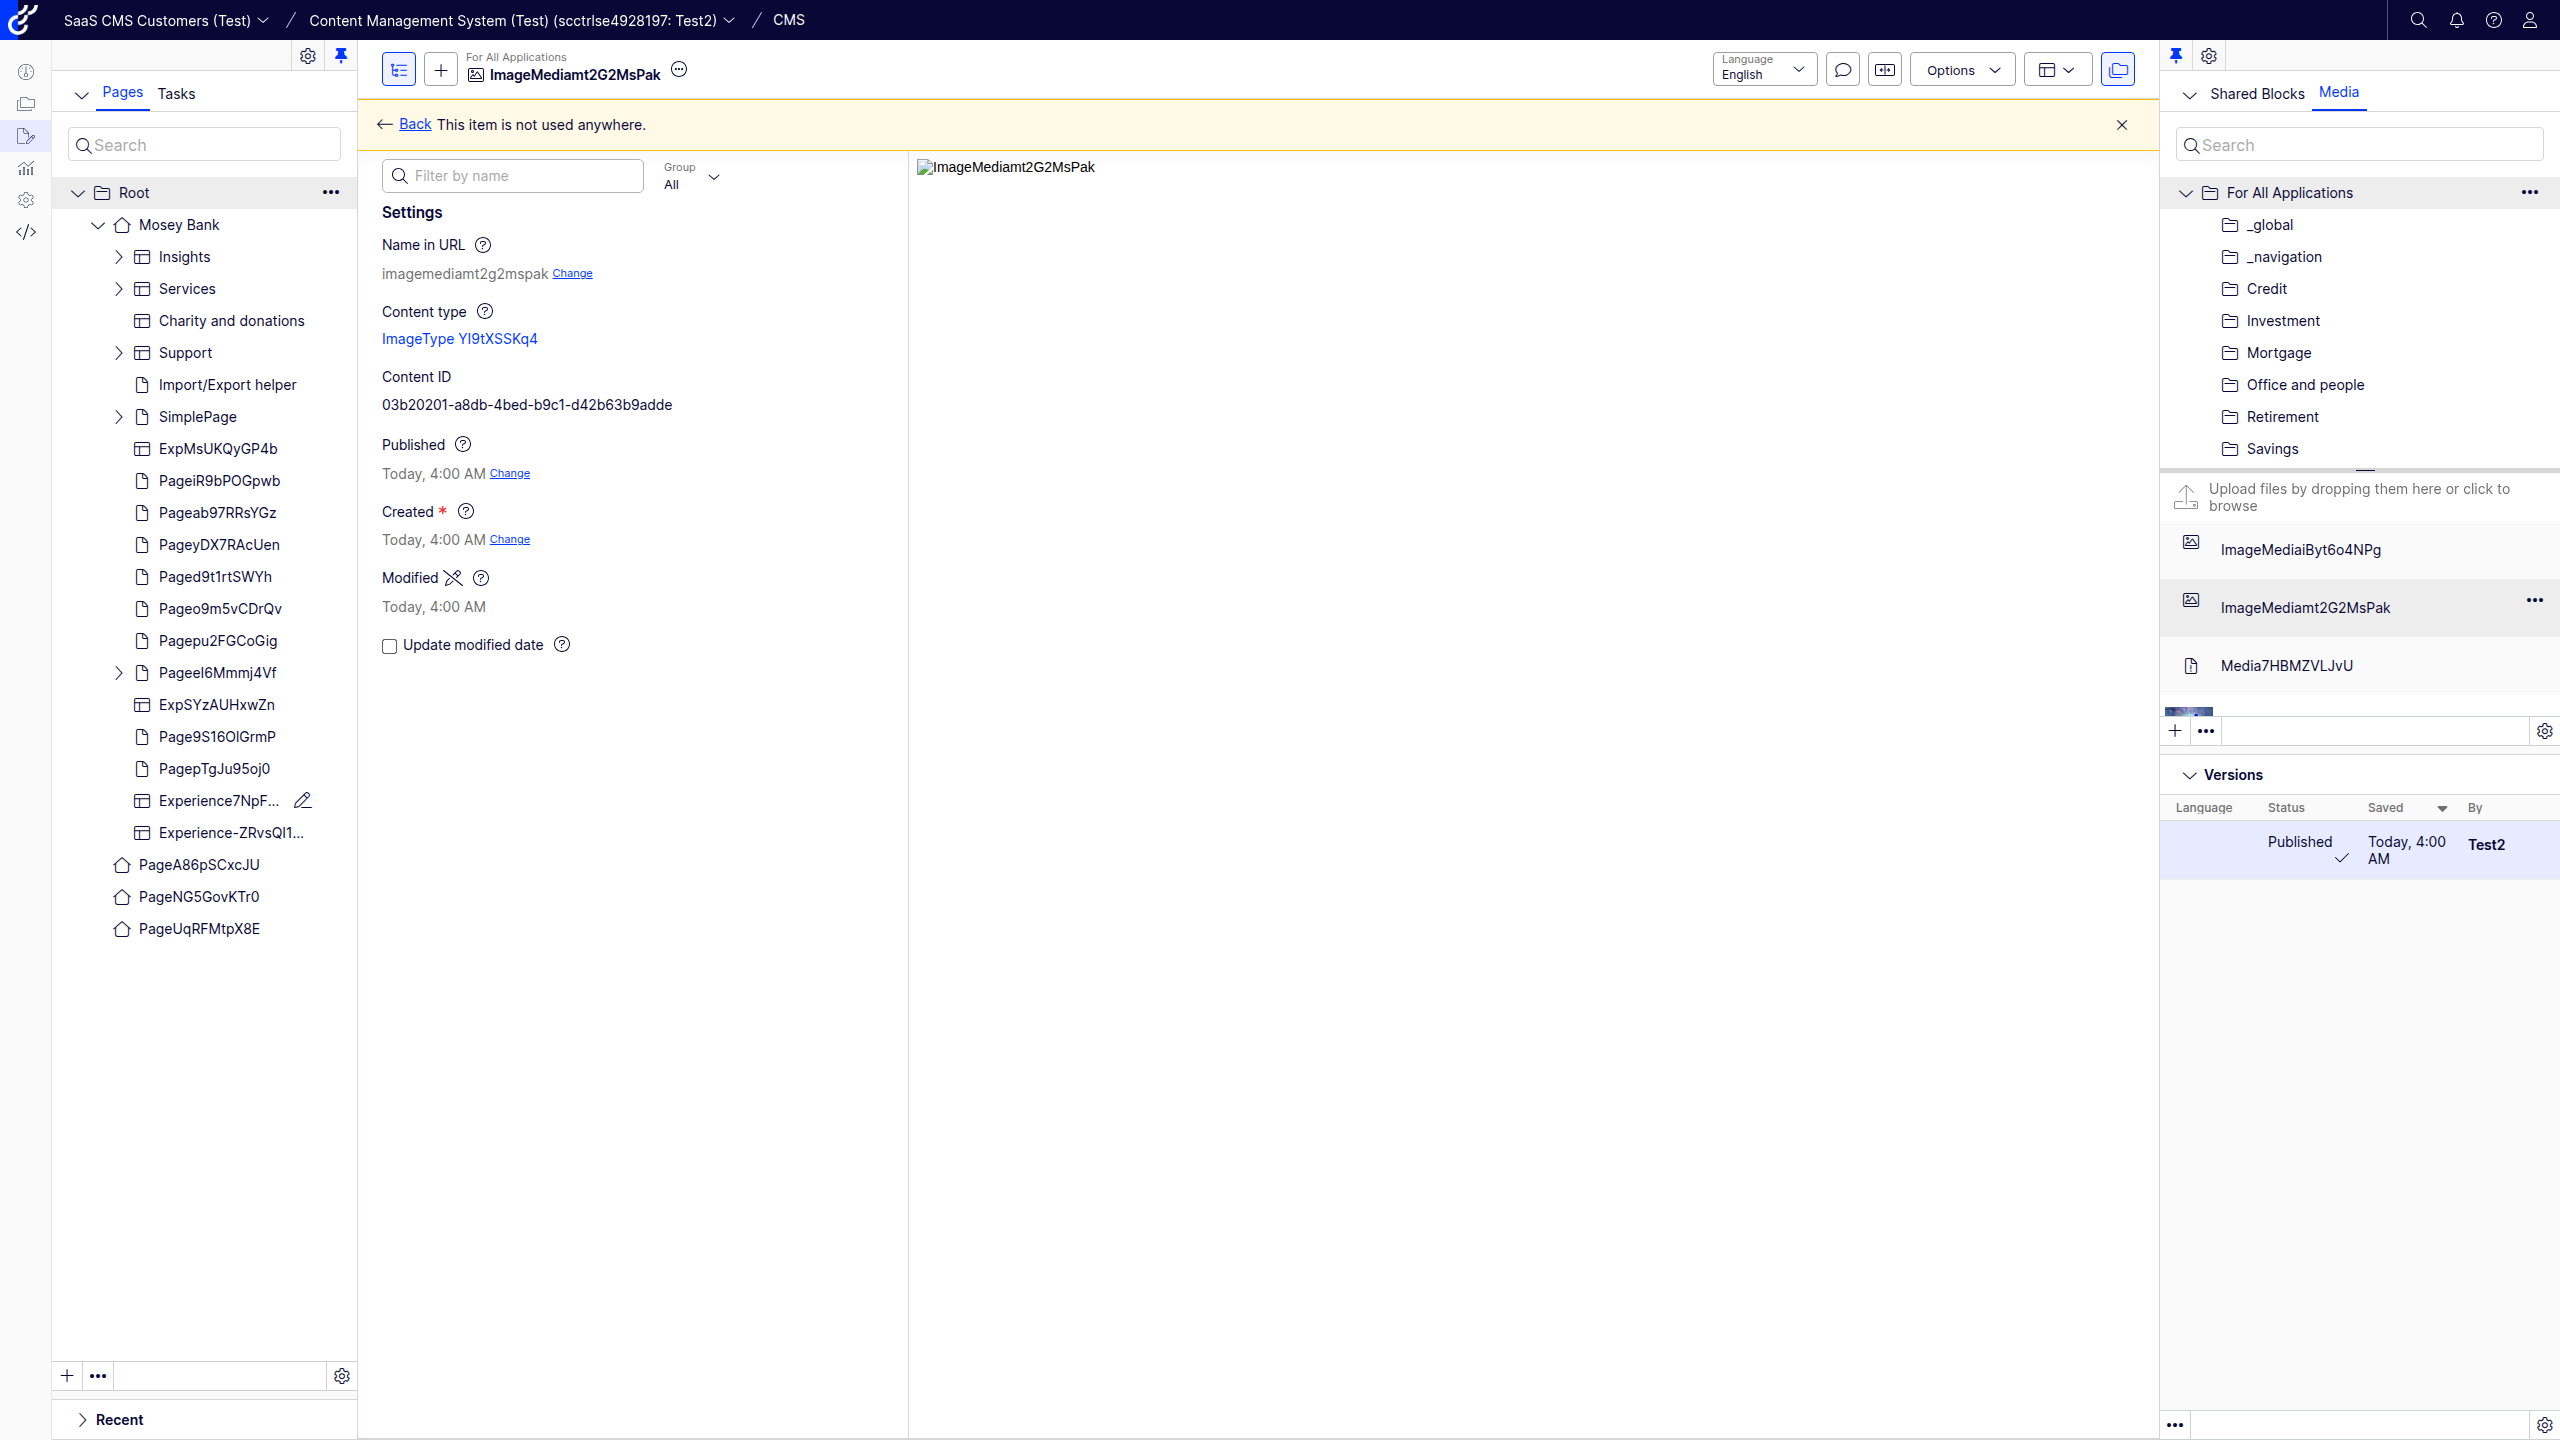 SaaS CMS Customers (Test) / Content Management System (Test) (scctrlse4928197: Test2) / CMS
Pages Tasks
Search
Root
Mosey Bank
Insights
Services
Charity and donations
Support
Import/Export helper
SimplePage
ExpMsUKQyGP4b
PageiR9bPOGpwb
Pageab97RRsYGz
PageyDX7RAcUen
Paged9t1rtSWYh
Pageo9m5vCDrQv
Pagepu2FGCoGig
Pageel6Mmmj4Vf
ExpSYzAUHxwZn
Page9S16OlGrmP
PagepTgJu95oj0
Experience7NpF...
Experience-ZRvsQl1...
PageA86pSCxcJU
PageNG5GovKTr0
PageUqRFMtpX8E
Recent
For All Applications
ImageMediamt2G2MsPak
Language
English
Options
Back This item is not used anywhere.
Filter by name
Group
All
Settings
Name in URL
imagemediamt2g2mspak Change
Content type
ImageType YI9tXSSKq4
Content ID
03b20201-a8db-4bed-b9c1-d42b63b9adde
Published
Today, 4:00 AM Change
Created *
Today, 4:00 AM Change
Modified
Today, 4:00 AM
Update modified date
ImageMediamt2G2MsPak
Shared Blocks Media
Search
For All Applications
_global
_navigation
Credit
Investment
Mortgage
Office and people
Retirement
Savings
Upload files by dropping them here or click to
browse
ImageMediaiByt6o4NPg
ImageMediamt2G2MsPak
Media7HBMZVLJvU
Versions
Language Status Saved By
Published Today, 4:00 AM Test2